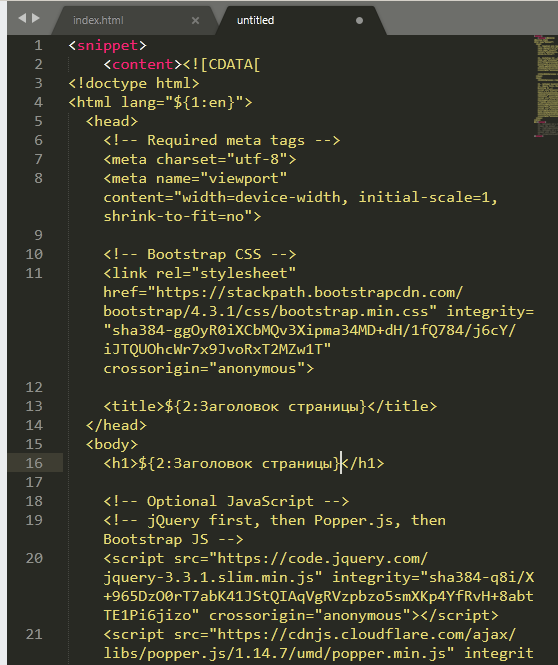 index.html
untitled
1 <snippet>
2 <content><![CDATA[
3 <!doctype html>
4 <html lang="${1:en}">
5 <head>
6 <!-- Required meta tags -->
7 <meta charset="utf-8">
8 <meta name="viewport"
content="width=device-width, initial-scale=1,
shrink-to-fit=no">
9
10 <!-- Bootstrap CSS -->
11 <link rel="stylesheet"
href="https://stackpath.bootstrapcdn.com/
bootstrap/4.3.1/css/bootstrap.min.css" integrity=
"sha384-ggOyR0iXCbMQv3Xipma34MD+dH/1fQ784/j6cY/
iJTQUOhcWr7x9JvoRxT2MZw1T"
crossorigin="anonymous">
12
13 <title>${2:Заголовок страницы}</title>
14 </head>
15 <body>
16 <h1>${2:Заголовок страницы}</h1>
17
18 <!-- Optional JavaScript -->
19 <!-- jQuery first, then Popper.js, then
Bootstrap JS -->
20 <script src="https://code.jquery.com/
jquery-3.3.1.slim.min.js" integrity="sha384-q8i/X
+965DzO0rT7abK41JStQIAqVgRVzpbzo5smXKp4YfRvH+8abt
TE1Pi6jizo" crossorigin="anonymous"></script>
21 <script src="https://cdnjs.cloudflare.com/ajax/
libs/popper.js/1.14.7/umd/popper.min.js" integrit